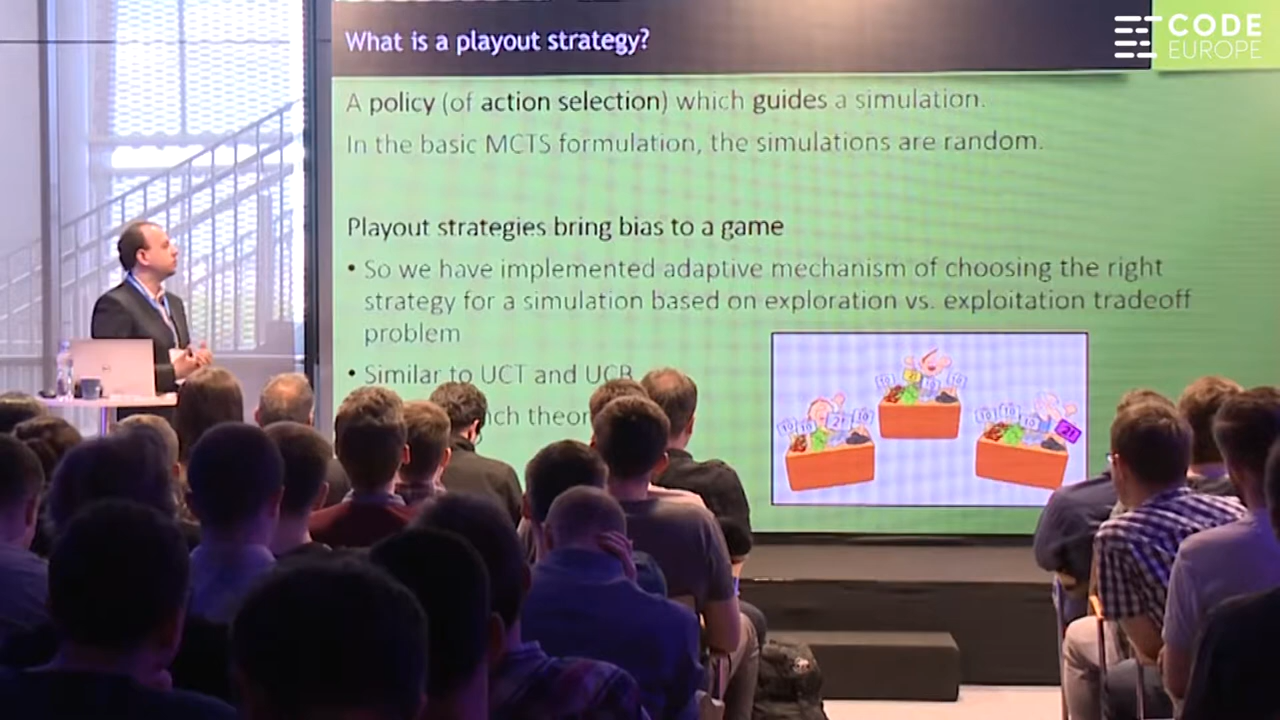 CODE
EUROPE
What is a playout strategy?
A policy (of action selection) which guides a simulation.
In the basic MCTS formulation, the simulations are random.
Playout strategies bring bias to a game
• So we have implemented adaptive mechanism of choosing the right
strategy for a simulation based on exploration vs. exploitation tradeoff
problem
• Similar to UCT and UCB